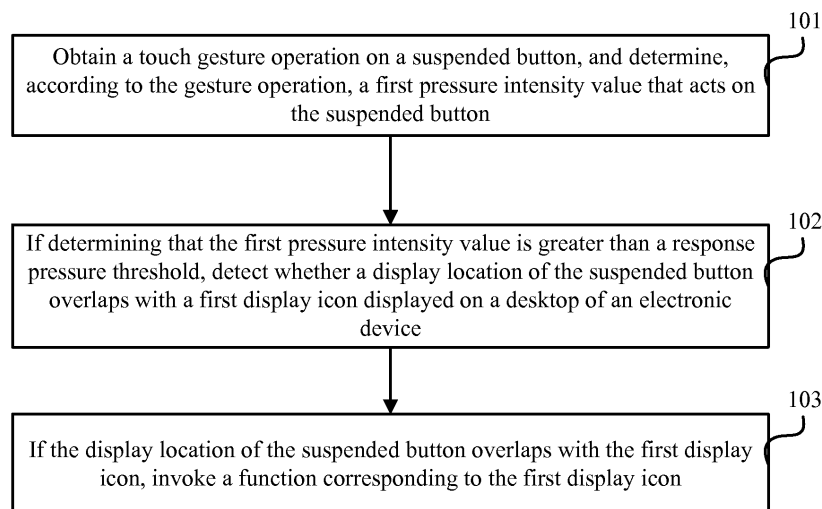 101
Obtain a touch gesture operation on a suspended button, and determine,
according to the gesture operation, a first pressure intensity value that acts on
the suspended button
102
If determining that the first pressure intensity value is greater than a response
pressure threshold, detect whether a display location of the suspended button
overlaps with a first display icon displayed on a desktop of an electronic
device
103
If the display location of the suspended button overlaps with the first display
icon, invoke a function corresponding to the first display icon